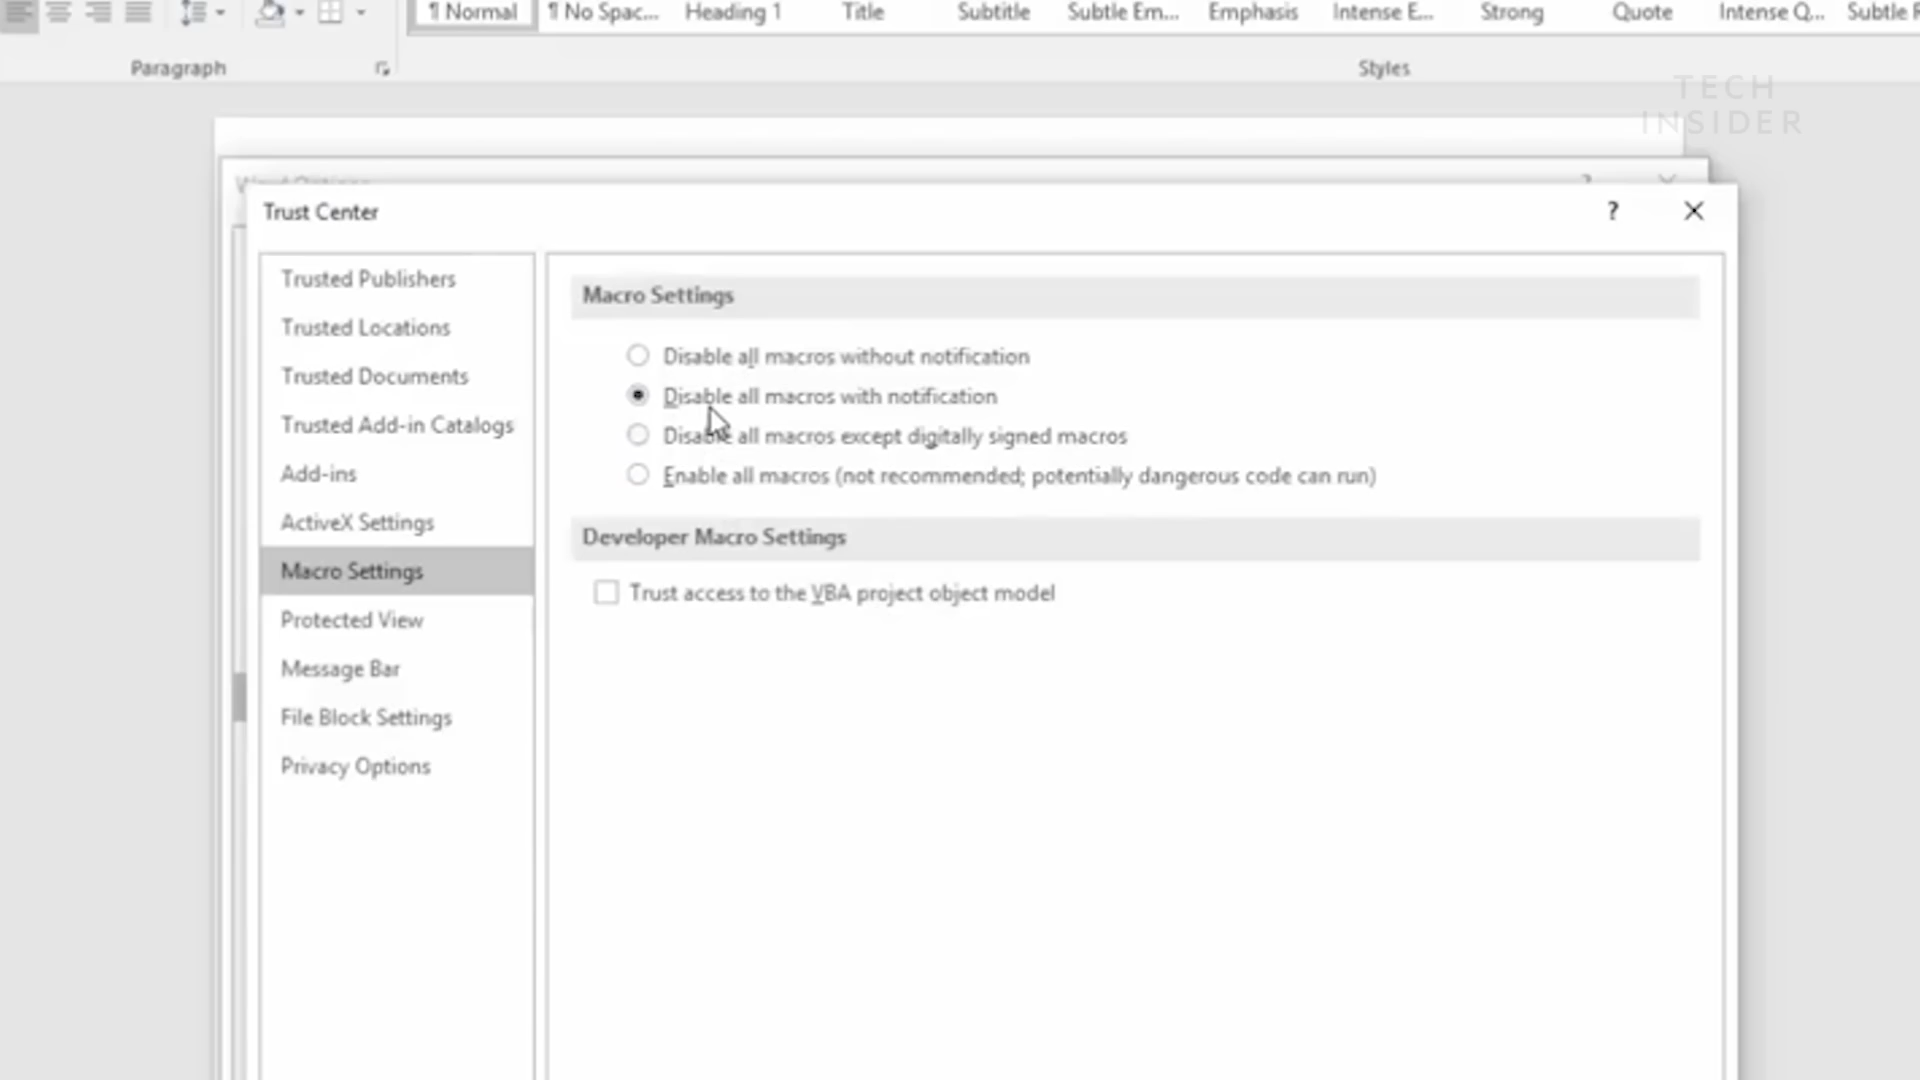 ¶ Normal
¶ No Spac...
Heading 1
Title
Subtitle
Subtle Em...
Emphasis
Intense E...
Strong
Quote
Intense Q...
Subtle
Paragraph
Styles
TECH
INSIDER
Word Options
?
Trust Center
?
Trusted Publishers
Trusted Locations
Trusted Documents
Trusted Add-in Catalogs
Add-ins
ActiveX Settings
Macro Settings
Protected View
Message Bar
File Block Settings
Privacy Options
Macro Settings
Disable all macros without notification
Disable all macros with notification
Disable all macros except digitally signed macros
Enable all macros (not recommended; potentially dangerous code can run)
Developer Macro Settings
Trust access to the VBA project object model